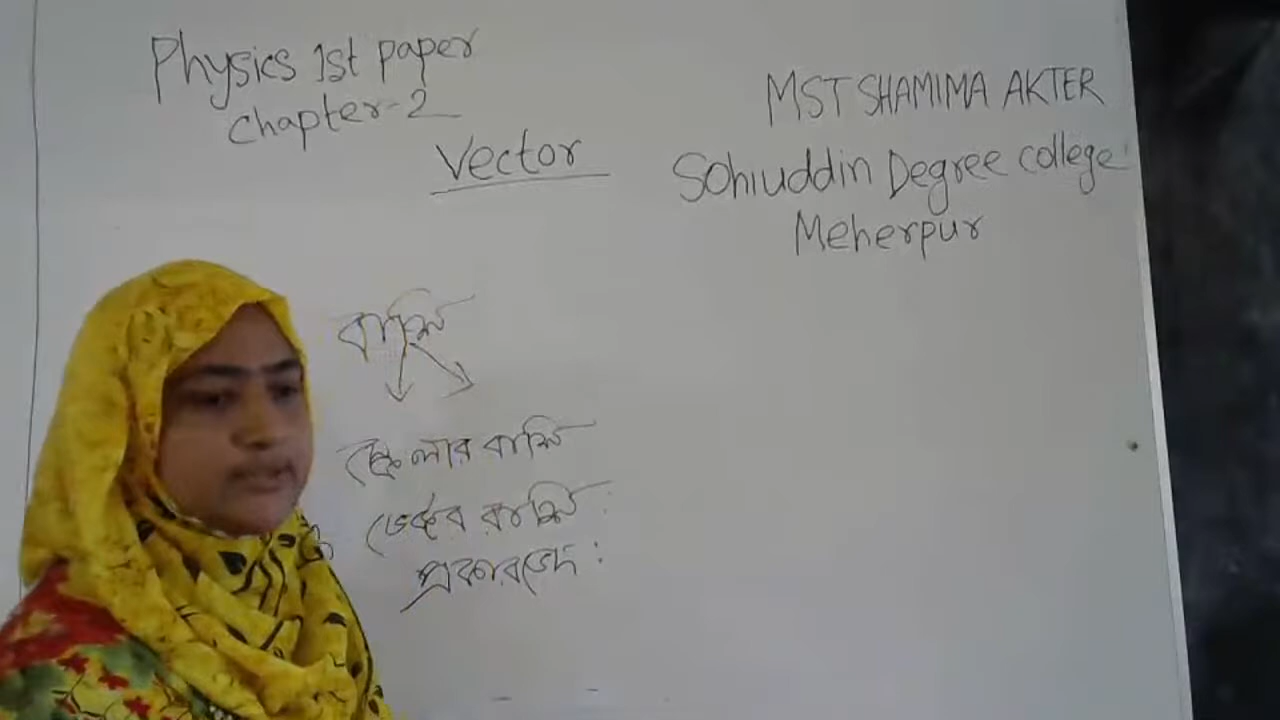 Physics 1st paper
chapter-2
Vector
MST SHAMIMA AKTER
Sohiuddin Degree college
Meherpur
রাশি
স্কেলার রাশি
ভেক্টর রাশি :
প্রকারভেদ :